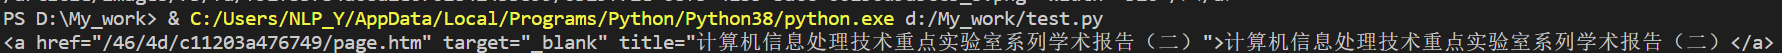 PS D:\My_work> & C:/Users/NLP_Y/AppData/Local/Programs/Python/Python38/python.exe d:/My_work/test.py
<a href="/46/4d/c11203a476749/page.htm" target="_blank" title="计算机信息处理技术重点实验室系列学术报告（二）">计算机信息处理技术重点实验室系列学术报告（二）</a>